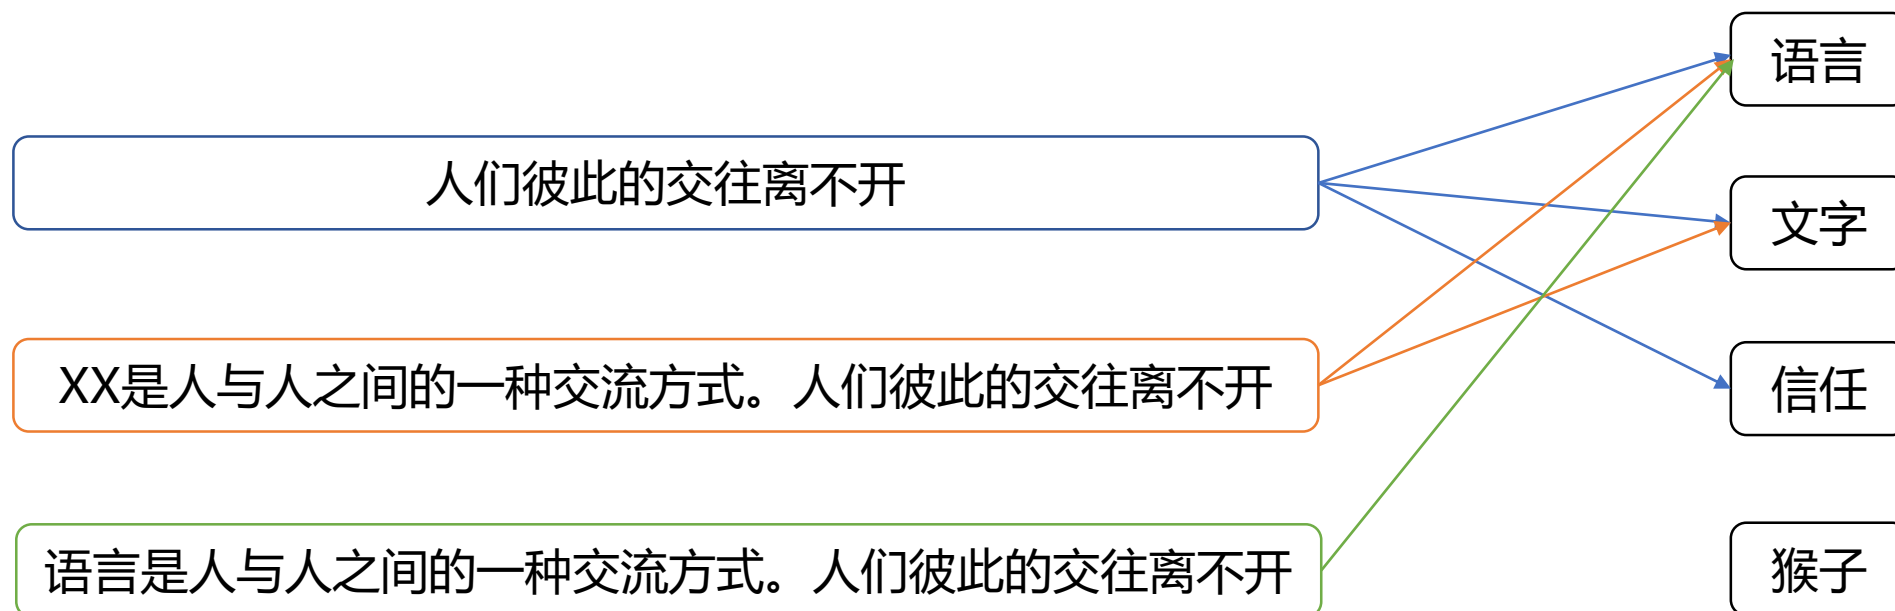 语言
人们彼此的交往离不开
文字
XX是人与人之间的一种交流方式。人们彼此的交往离不开
信任
语言是人与人之间的一种交流方式。人们彼此的交往离不开
猴子